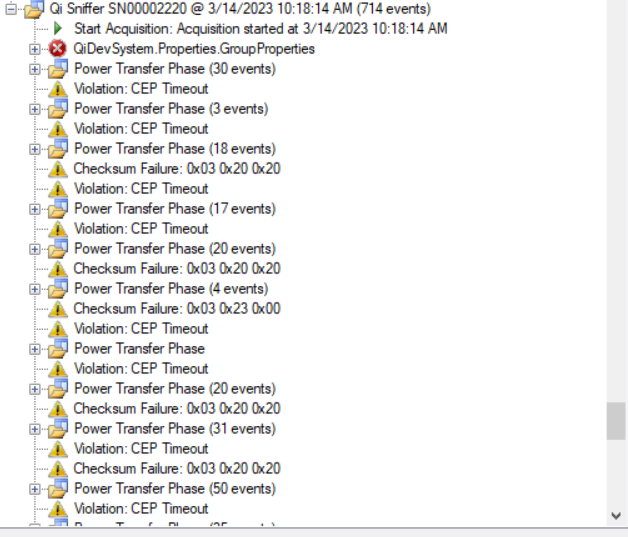 Qi Sniffer SN00002220 @ 3/14/2023 10:18:14 AM (714 events)
Start Acquisition: Acquisition started at 3/14/2023 10:18:14 AM
QiDevSystem.Properties.GroupProperties
Power Transfer Phase (30 events)
Violation: CEP Timeout
Power Transfer Phase (3 events)
Violation: CEP Timeout
Power Transfer Phase (18 events)
Checksum Failure: 0x03 0x20 0x20
Violation: CEP Timeout
Power Transfer Phase (17 events)
Violation: CEP Timeout
Power Transfer Phase (20 events)
Checksum Failure: 0x03 0x20 0x20
Power Transfer Phase (4 events)
Checksum Failure: 0x03 0x23 0x00
Violation: CEP Timeout
Power Transfer Phase
Violation: CEP Timeout
Power Transfer Phase (20 events)
Checksum Failure: 0x03 0x20 0x20
Power Transfer Phase (31 events)
Violation: CEP Timeout
Checksum Failure: 0x03 0x20 0x20
Power Transfer Phase (50 events)
Violation: CEP Timeout